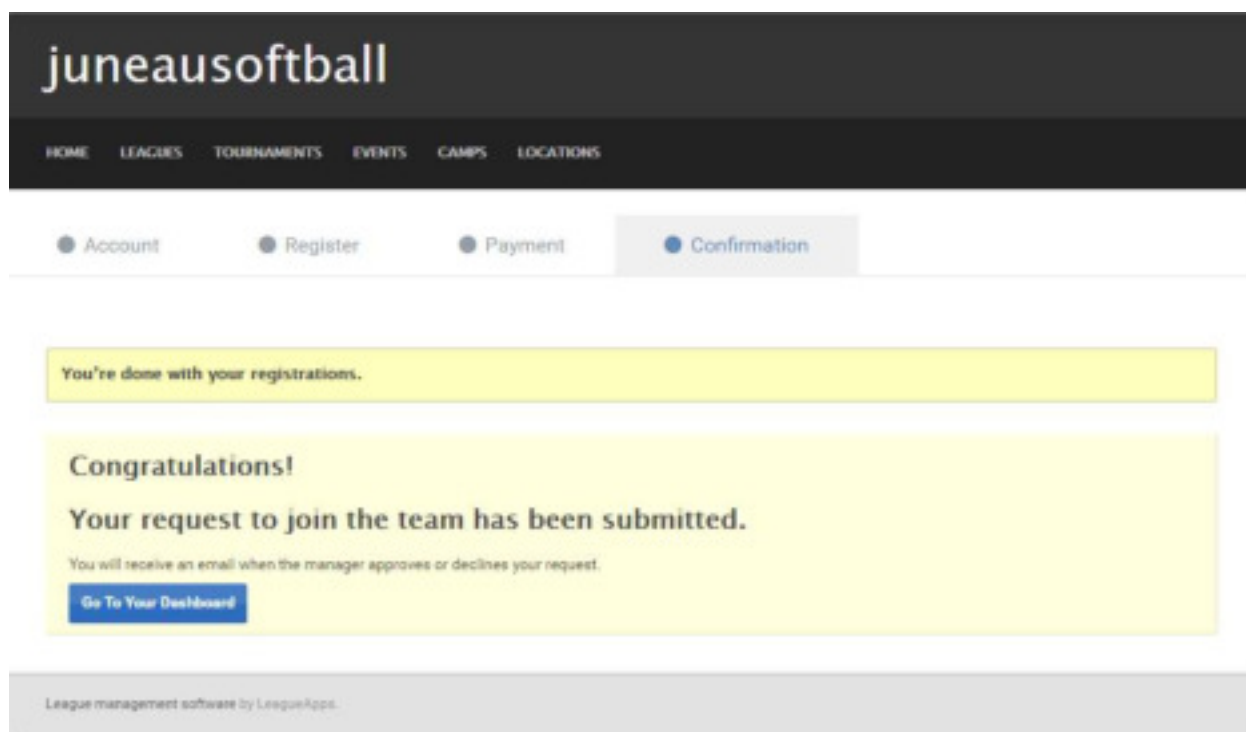 juneausoftball
HOME LEAGUES TOURNAMENTS EVENTS CAMPS LOCATIONS
Account Register Payment Confirmation
You're done with your registrations.
Congratulations!
Your request to join the team has been submitted.
You will receive an email when the manager approves or declines your request.
Go To Your Dashboard
League management software by LeagueApps.